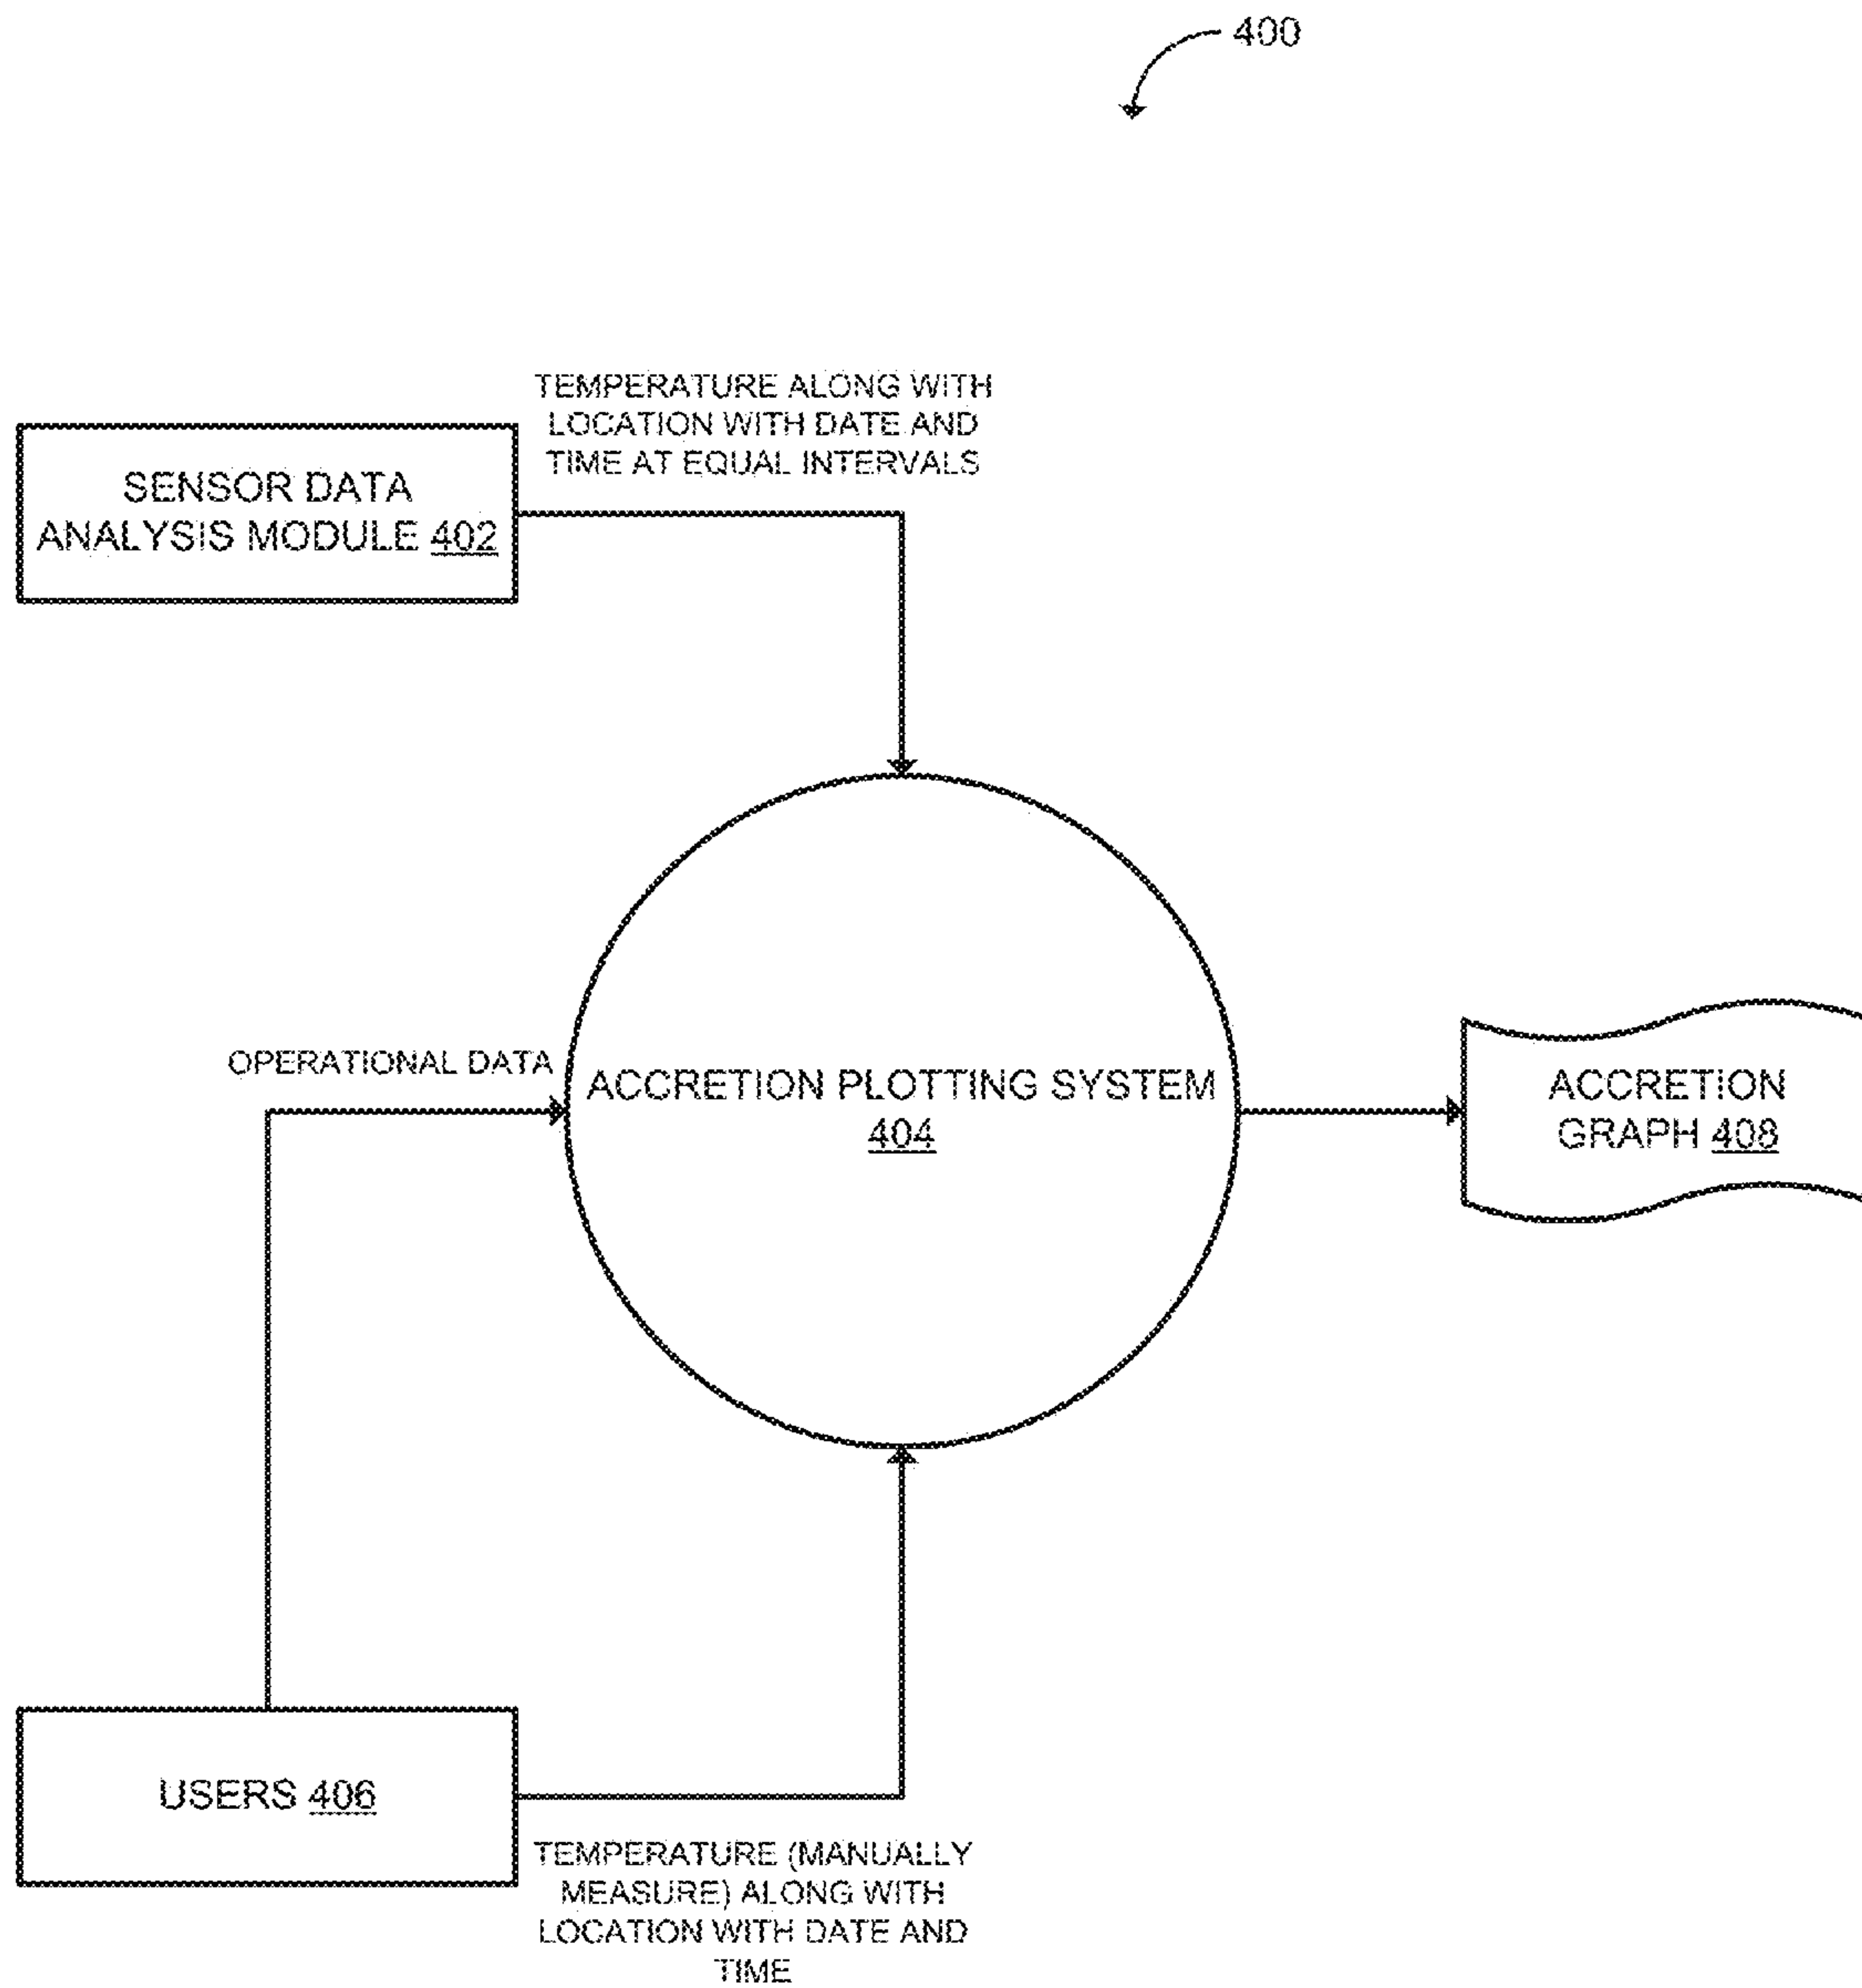 400
TEMPERATURE ALONG WITH
LOCATION WITH DATE AND
TIME AT EQUAL INTERVALS
SENSOR DATA
ANALYSIS MODULE 402
OPERATIONAL DATA
ACCRETION PLOTTING SYSTEM
404
ACCRETION
GRAPH 408
USERS 406
TEMPERATURE (MANUALLY
MEASURE) ALONG WITH
LOCATION WITH DATE AND
TIME